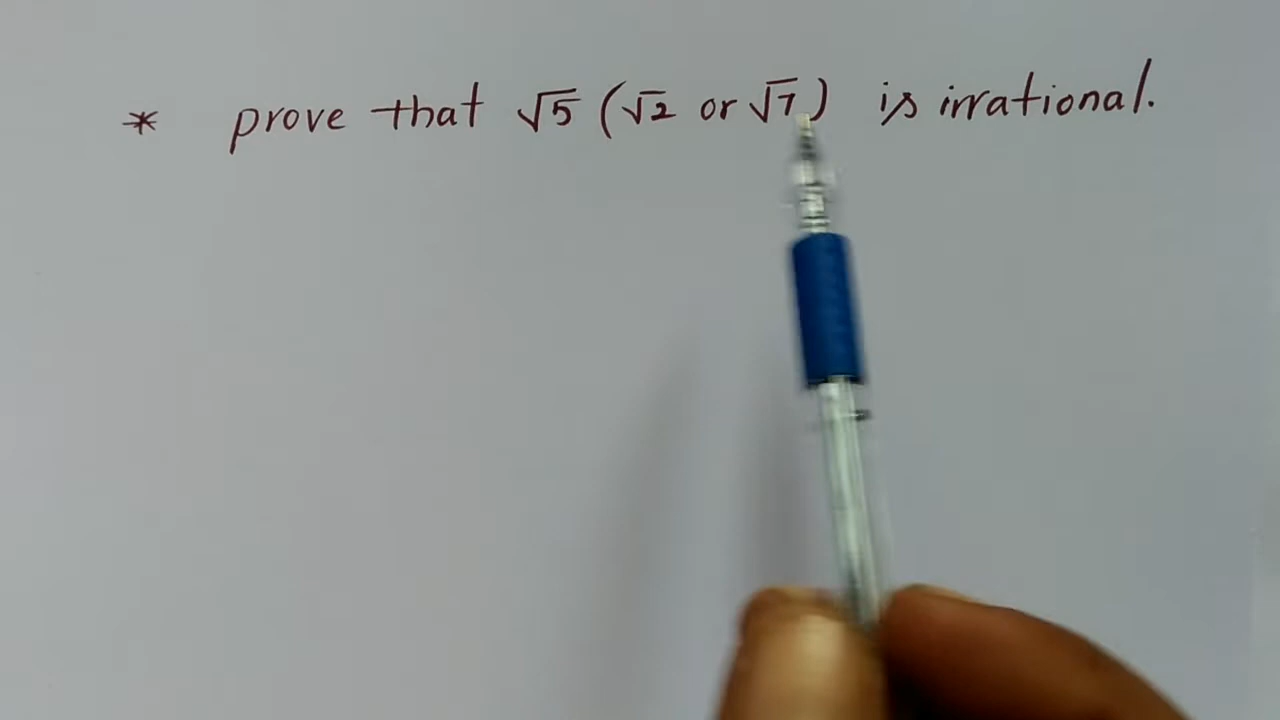 * prove that √5 (√2 or √7) is irrational.